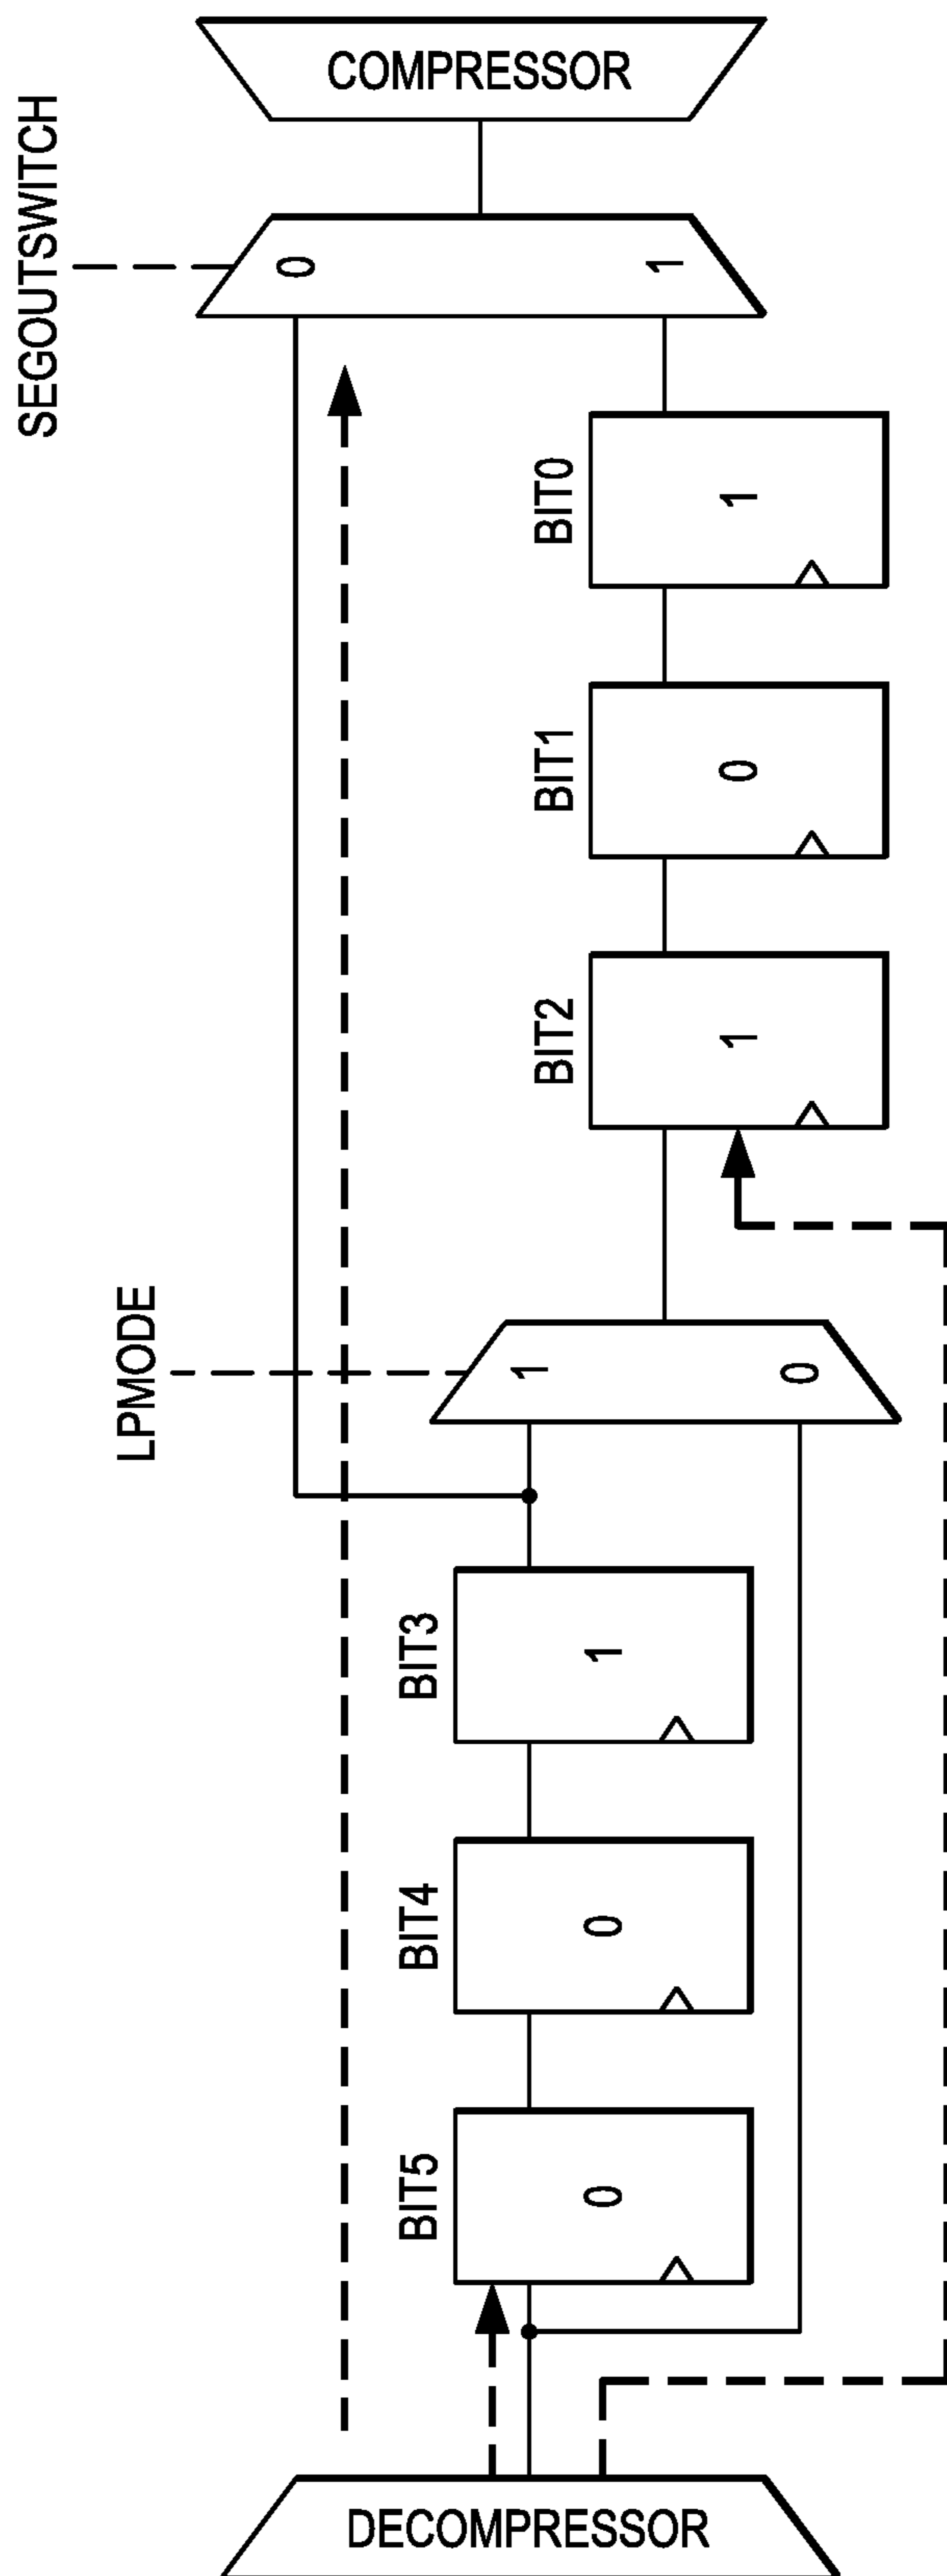 COMPRESSOR
SEGOUTSWITCH
0
1
BIT0
1
BIT1
0
BIT2
1
LPMODE
1
0
BIT3
1
BIT4
0
BIT5
0
DECOMPRESSOR